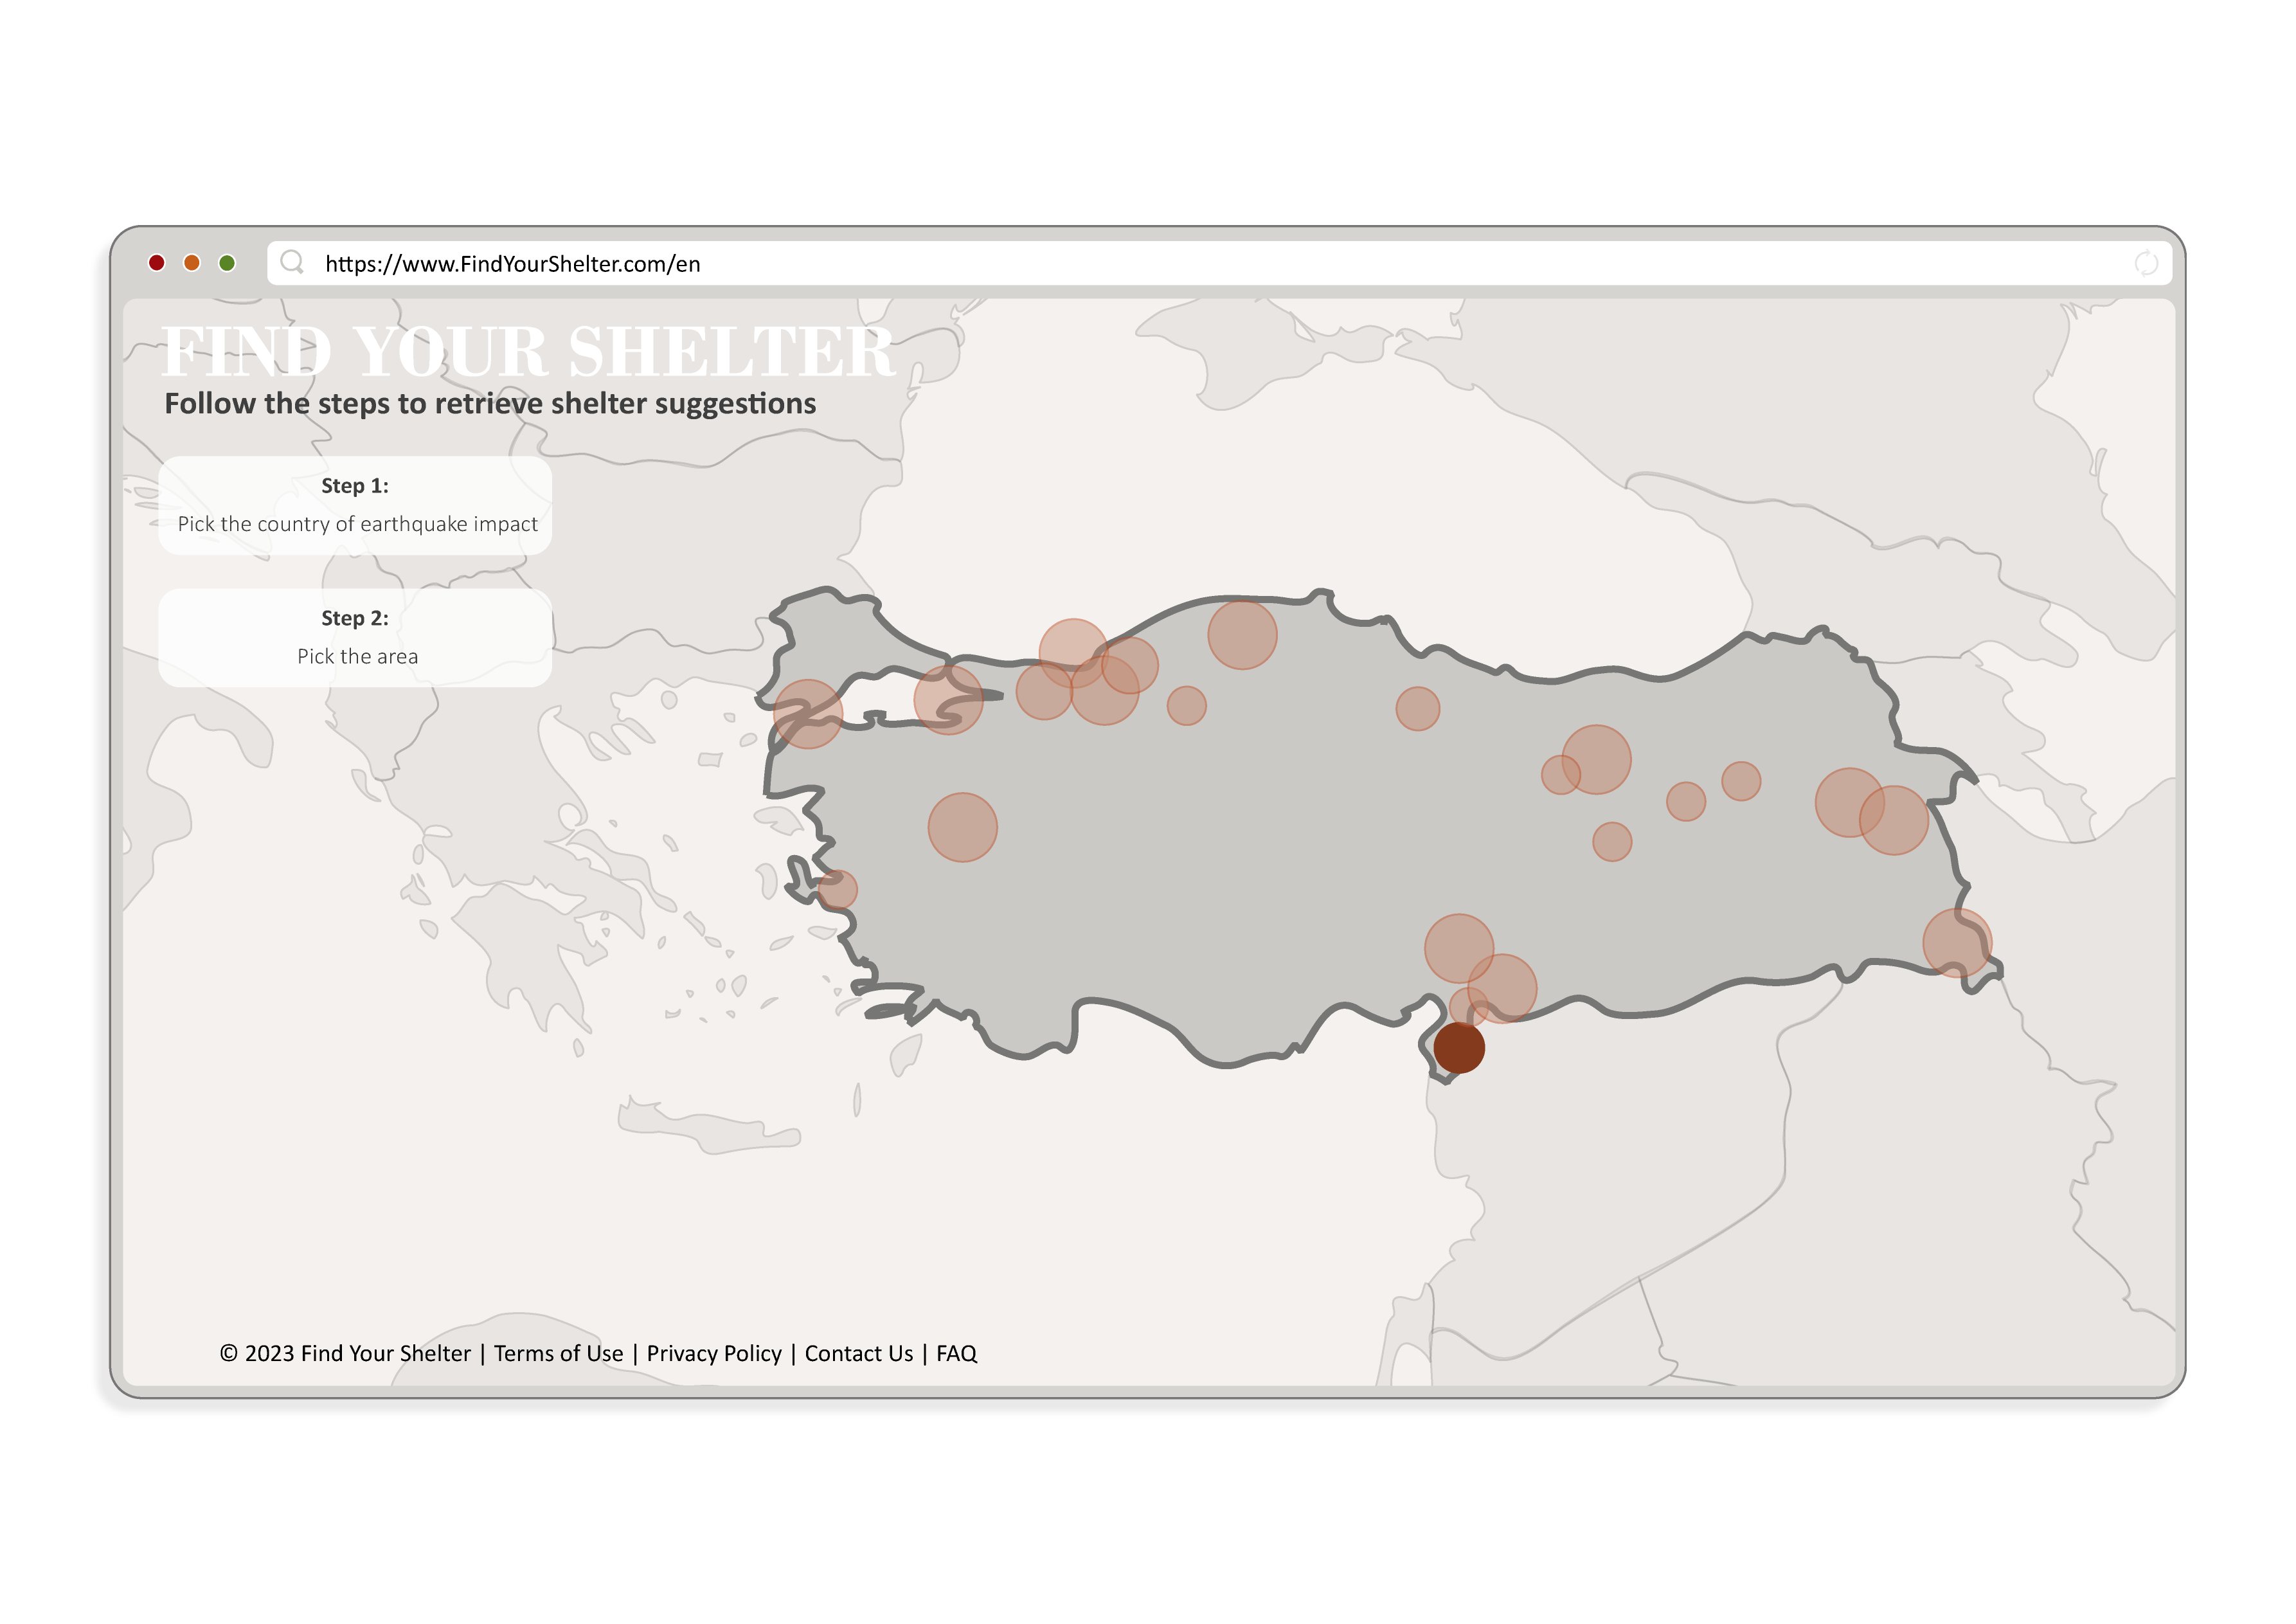 https://www.FindYourShelter.com/en
FIND YOUR SHELTER
Follow the steps to retrieve shelter suggestions
Step 1:
Pick the country of earthquake impact
Step 2:
Pick the area
© 2023 Find Your Shelter | Terms of Use | Privacy Policy | Contact Us | FAQ